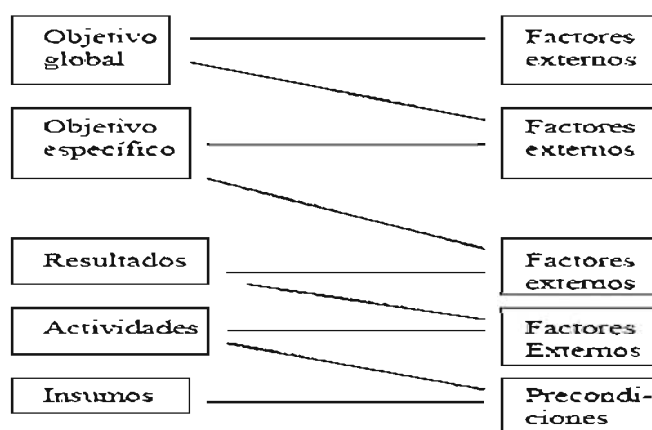 Objetivo
global
Factores
externos
Objetivo
específico
Factores
externos
Resultados
Factores
externos
Actividades
Factores
Externos
Insumos
Precondi-
ciones